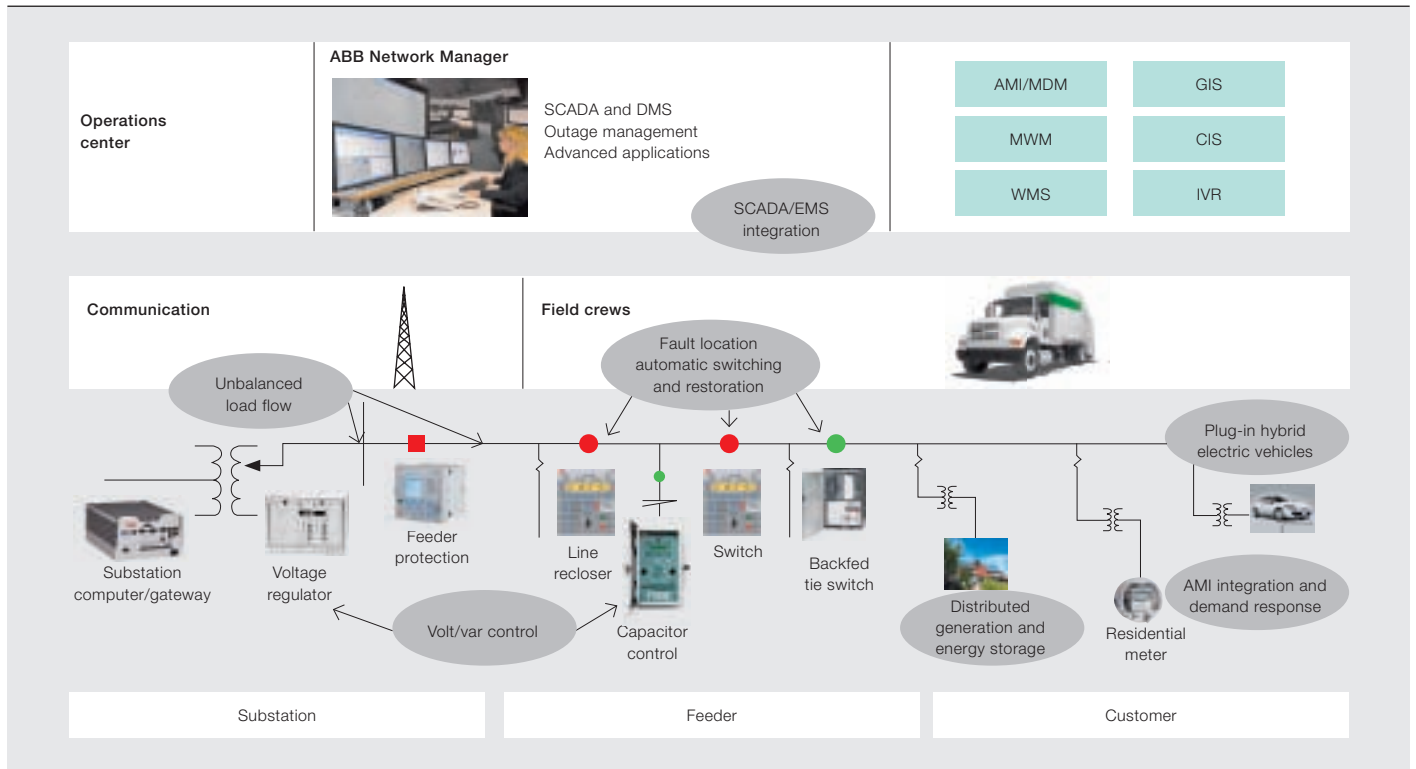 ABB Network Manager
Operations
center
SCADA and DMS
Outage management
Advanced applications
SCADA/EMS
integration
AMI/MDM
GIS
MWM
CIS
WMS
IVR
Communication
Field crews
Unbalanced
load flow
Fault location
automatic switching
and restoration
Plug-in hybrid
electric vehicles
Substation
computer/gateway
Voltage
regulator
Feeder
protection
Line
recloser
Capacitor
control
Switch
Backfed
tie switch
Volt/var control
Distributed
generation and
energy storage
Residential
meter
AMI integration and
demand response
Substation
Feeder
Customer